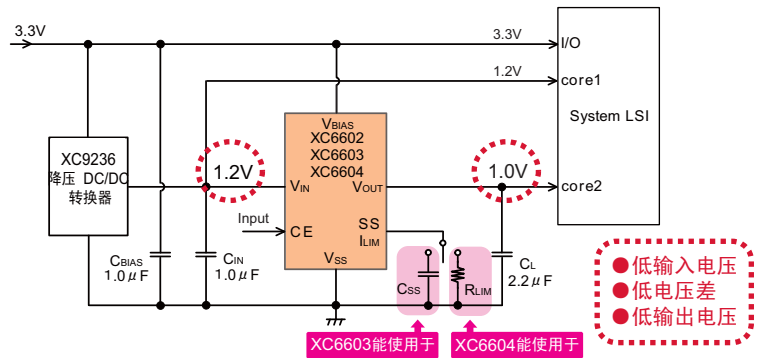 3.3V
3.3V
I/O
1.2V
core1
System LSI
VBIAS
XC6602
XC6603
XC6604
XC9236
降压 DC/DC
转换器
1.2V
VIN
VOUT
1.0V
core2
Input
CE
SS
ILIM
VSS
CBIAS
1.0μF
CIN
1.0μF
CSS
RLIM
CL
2.2μF
●低输入电压
●低电压差
●低输出电压
XC6603能使用于
XC6604能使用于